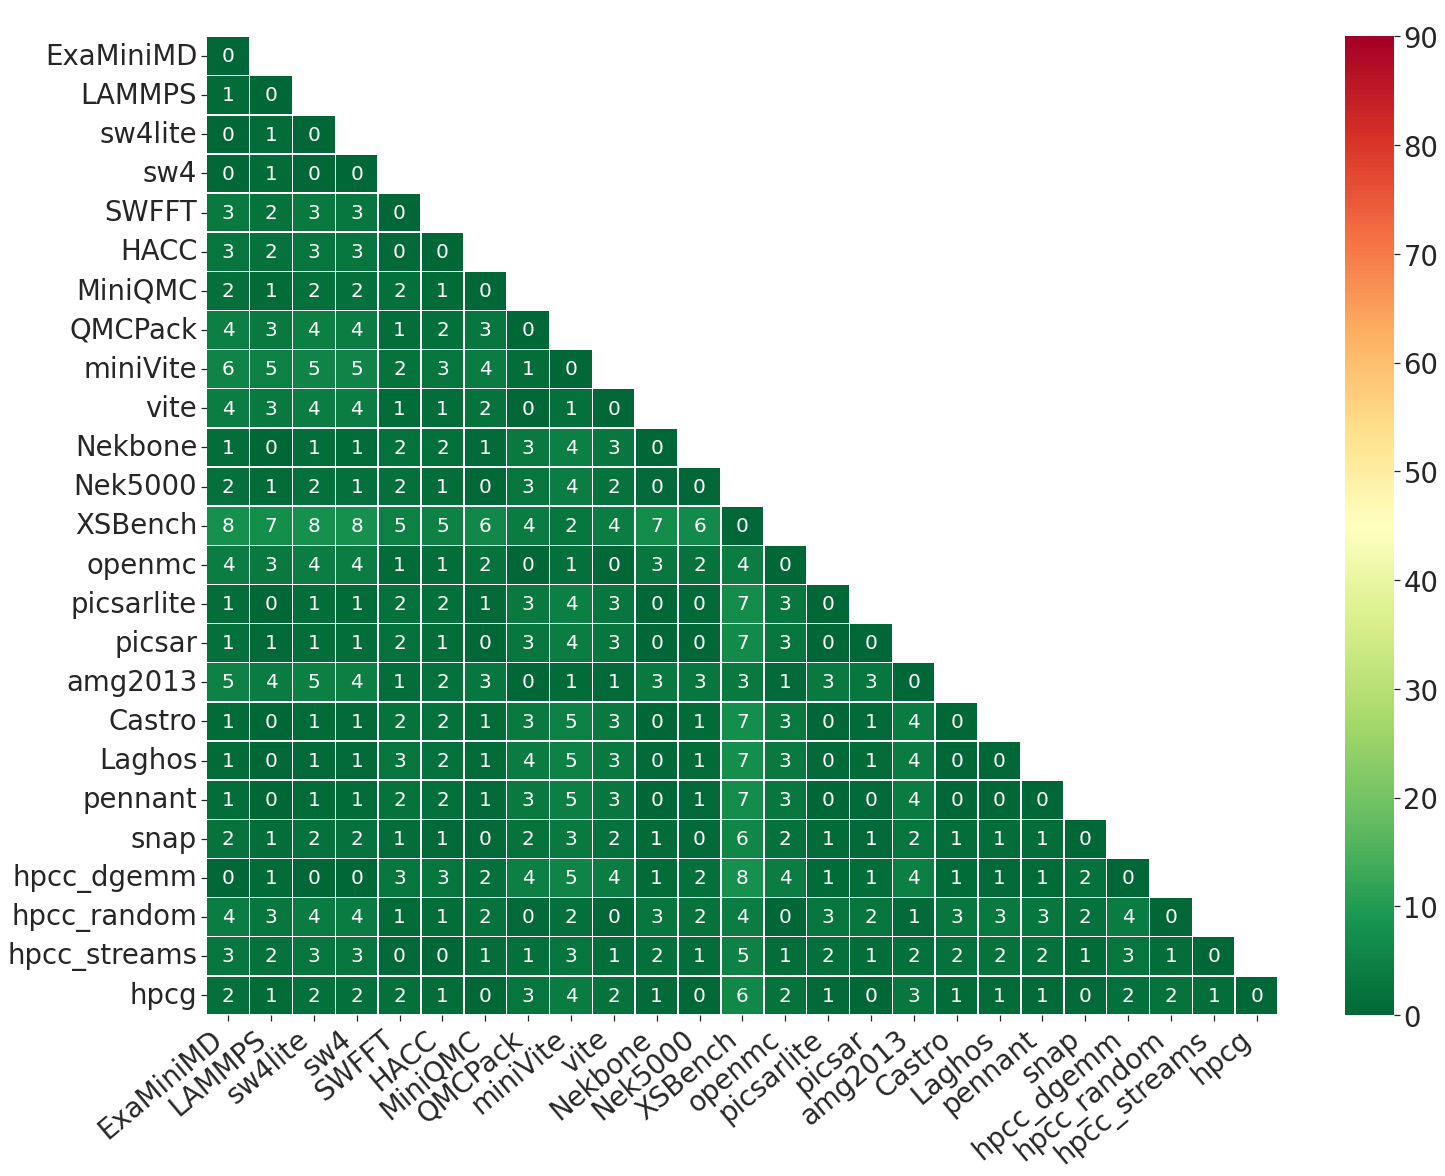 ExaMiniMD 0
LAMMPS 1 0
sw4lite 0 1 0
sw4 0 1 0 0
SWFFT 3 2 3 3 0
HACC 3 2 3 3 0 0
MiniQMC 2 1 2 2 2 1 0
QMCPack 4 3 4 4 1 2 3 0
miniVite 6 5 5 5 2 3 4 1 0
vite 4 3 4 4 1 1 2 0 1 0
Nekbone 1 0 1 1 2 2 1 3 4 3 0
Nek5000 2 1 2 1 2 1 0 3 4 2 0 0
XSBench 8 7 8 8 5 5 6 4 2 4 7 6 0
openmc 4 3 4 4 1 1 2 0 1 0 3 2 4 0
picsarlite 1 0 1 1 2 2 1 3 4 3 0 0 7 3 0
picsar 1 1 1 1 2 1 0 3 4 3 0 0 7 3 0 0
amg2013 5 4 5 4 1 2 3 0 1 1 3 3 3 1 3 3 0
Castro 1 0 1 1 2 2 1 3 5 3 0 1 7 3 0 1 4 0
Laghos 1 0 1 1 3 2 1 4 5 3 0 1 7 3 0 1 4 0 0
pennant 1 0 1 1 2 2 1 3 5 3 0 1 7 3 0 0 4 0 0 0
snap 2 1 2 2 1 1 0 2 3 2 1 0 6 2 1 1 2 1 1 1 0
hpcc_dgemm 0 1 0 0 3 3 2 4 5 4 1 2 8 4 1 1 4 1 1 1 2 0
hpcc_random 4 3 4 4 1 1 2 0 2 0 3 2 4 0 3 2 1 3 3 3 2 4 0
hpcc_streams 3 2 3 3 0 0 1 1 3 1 2 1 5 1 2 1 2 2 2 2 1 3 1 0
hpcg 2 1 2 2 2 1 0 3 4 2 1 0 6 2 1 0 3 1 1 1 0 2 2 1 0
ExaMiniMD
LAMMPS
sw4lite
sw4
SWFFT
HACC
MiniQMC
QMCPack
miniVite
vite
Nekbone
Nek5000
XSBench
openmc
picsarlite
picsar
amg2013
Castro
Laghos
pennant
snap
hpcc_dgemm
hpcc_random
hpcc_streams
hpcg
90
80
70
60
50
40
30
20
10
0